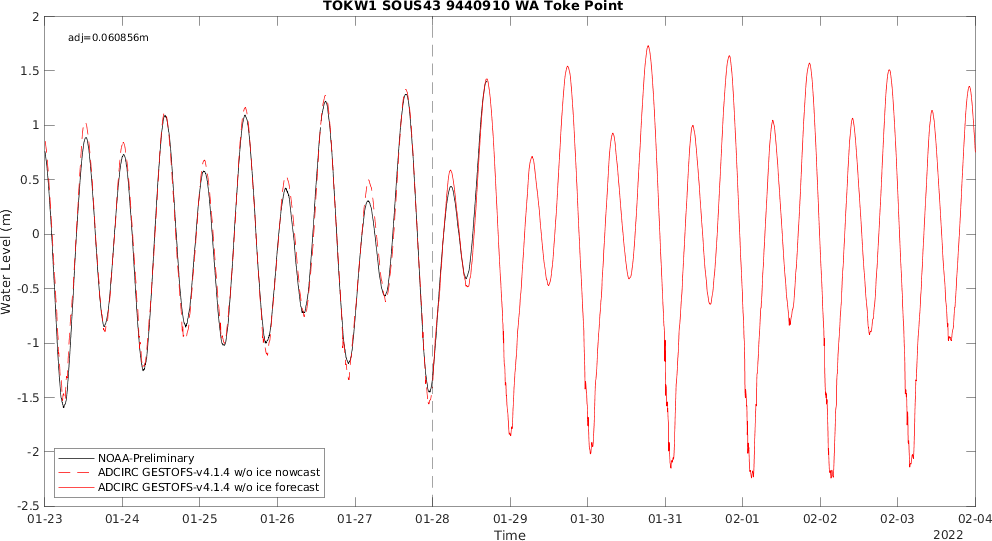 TOKW1 SOUS43 9440910 WA Toke Point
adj=0.060856m
2
1.5
1
0.5
0
-0.5
-1
-1.5
-2
-2.5
Water Level (m)
NOAA-Preliminary
ADCIRC GESTOFS-v4.1.4 w/o ice nowcast
ADCIRC GESTOFS-v4.1.4 w/o ice forecast
01-23 01-24 01-25 01-26 01-27 01-28 01-29 01-30 01-31 02-01 02-02 02-03 02-04
Time
2022